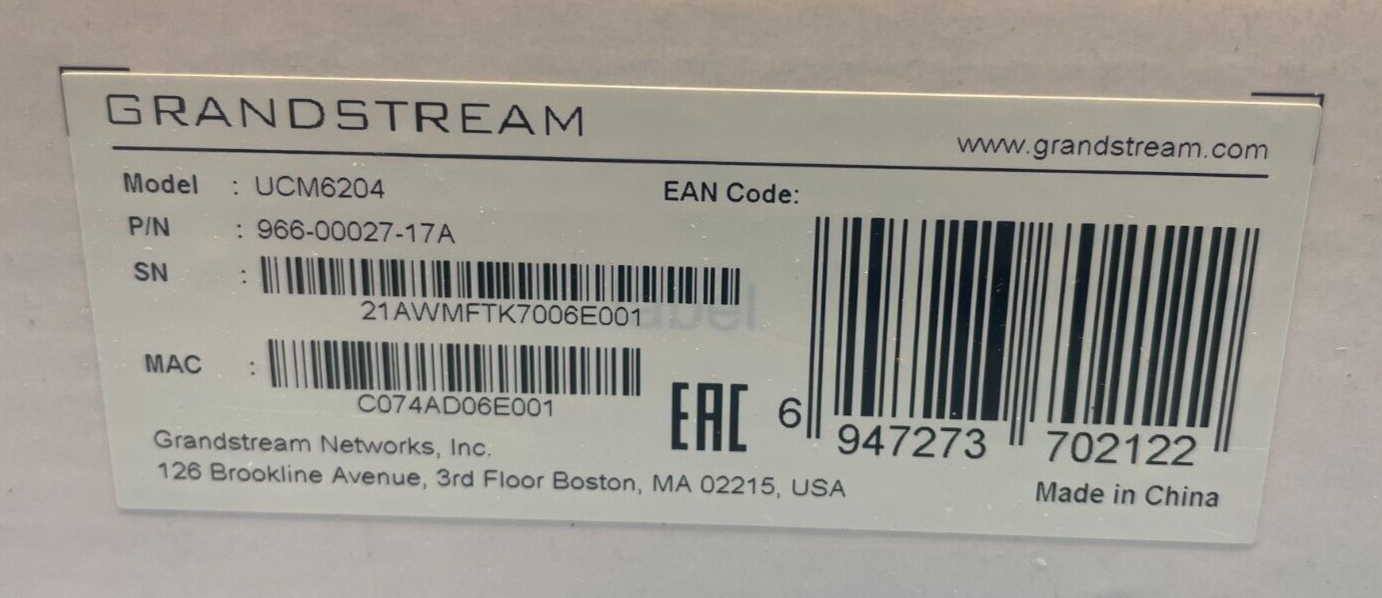 GRANDSTREAM
www.grandstream.com
Model : UCM6204
EAN Code:
P/N : 966-00027-17A
SN :
21AWMFTK7006E001
MAC :
C074AD06E001
EAC
6 947273 702122
Grandstream Networks, Inc.
126 Brookline Avenue, 3rd Floor Boston, MA 02215, USA
Made in China